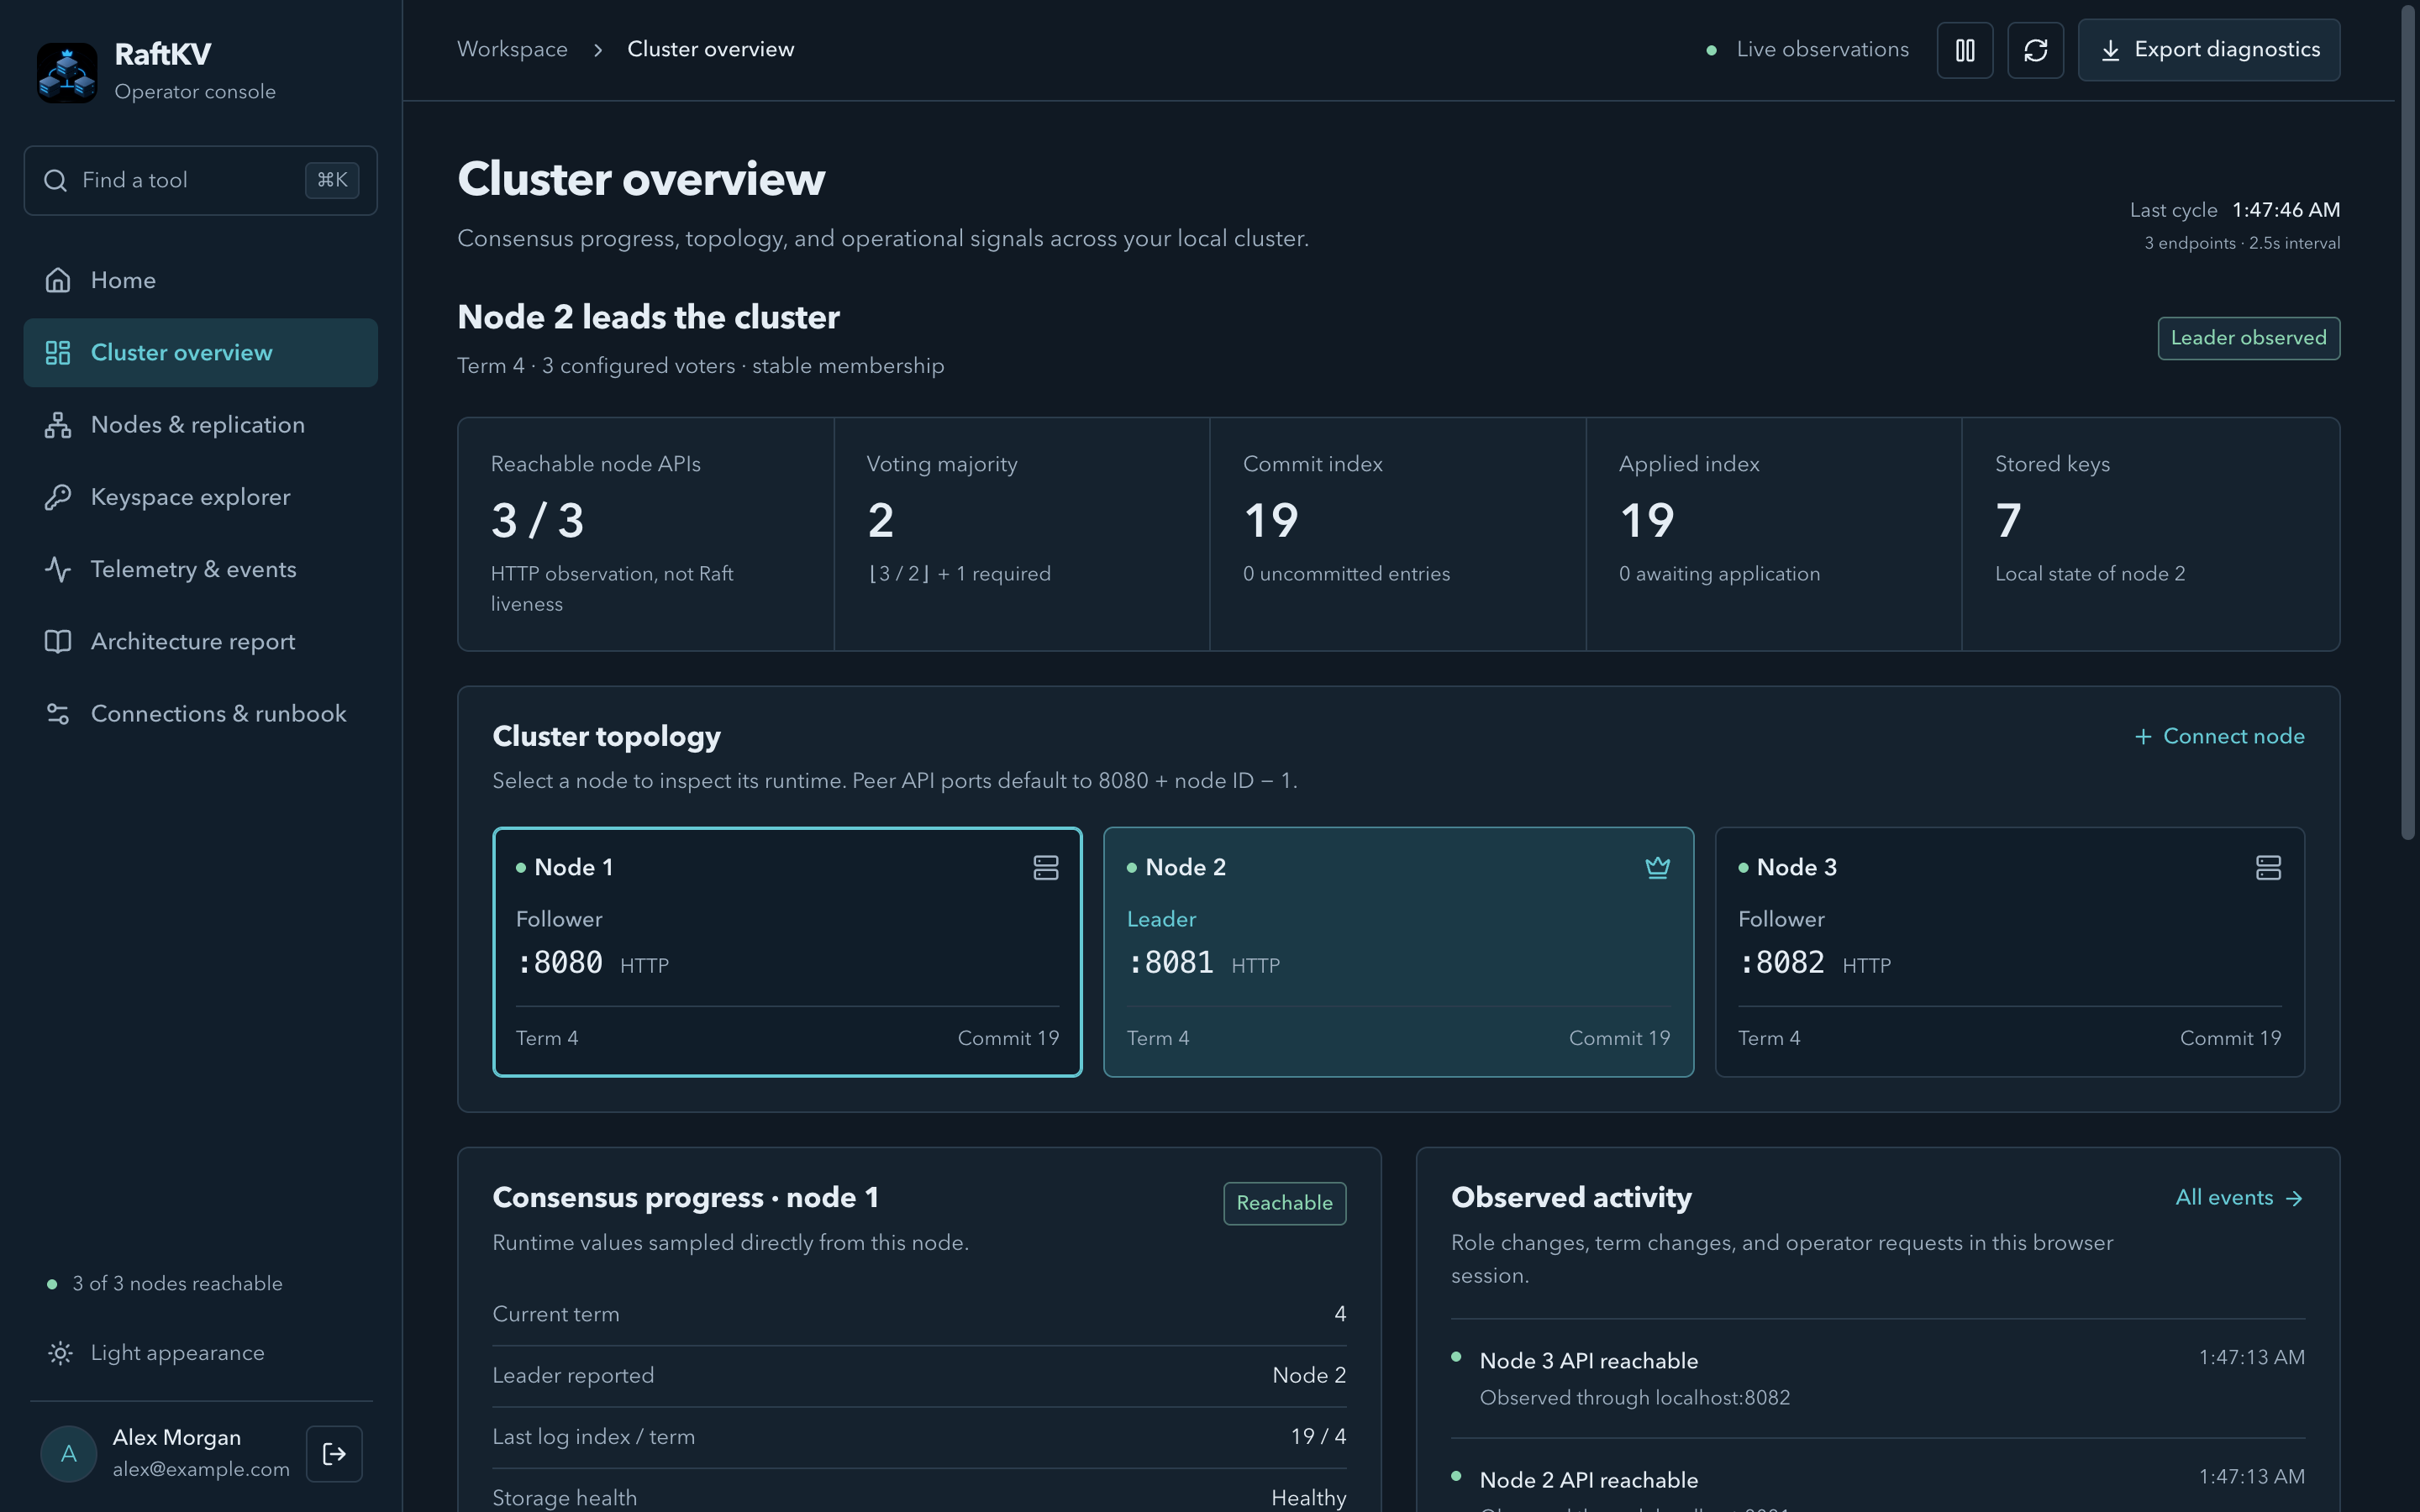 RaftKV
Operator console
Find a tool
⌘K
Home
Cluster overview
Nodes & replication
Keyspace explorer
Telemetry & events
Architecture report
Connections & runbook
3 of 3 nodes reachable
Light appearance
A
Alex Morgan
alex@example.com
Workspace > Cluster overview
Live observations
Export diagnostics
Cluster overview
Consensus progress, topology, and operational signals across your local cluster.
Last cycle 1:47:46 AM
3 endpoints · 2.5s interval
Node 2 leads the cluster
Term 4 · 3 configured voters · stable membership
Leader observed
Reachable node APIs
3 / 3
HTTP observation, not Raft
liveness
Voting majority
2
⌊3 / 2⌋ + 1 required
Commit index
19
0 uncommitted entries
Applied index
19
0 awaiting application
Stored keys
7
Local state of node 2
Cluster topology
Connect node
Select a node to inspect its runtime. Peer API ports default to 8080 + node ID − 1.
Node 1
Follower
:8080 HTTP
Term 4
Commit 19
Node 2
Leader
:8081 HTTP
Term 4
Commit 19
Node 3
Follower
:8082 HTTP
Term 4
Commit 19
Consensus progress · node 1
Reachable
Runtime values sampled directly from this node.
Current term 4
Leader reported Node 2
Last log index / term 19 / 4
Storage health Healthy
Observed activity
All events →
Role changes, term changes, and operator requests in this browser
session.
Node 3 API reachable 1:47:13 AM
Observed through localhost:8082
Node 2 API reachable 1:47:13 AM